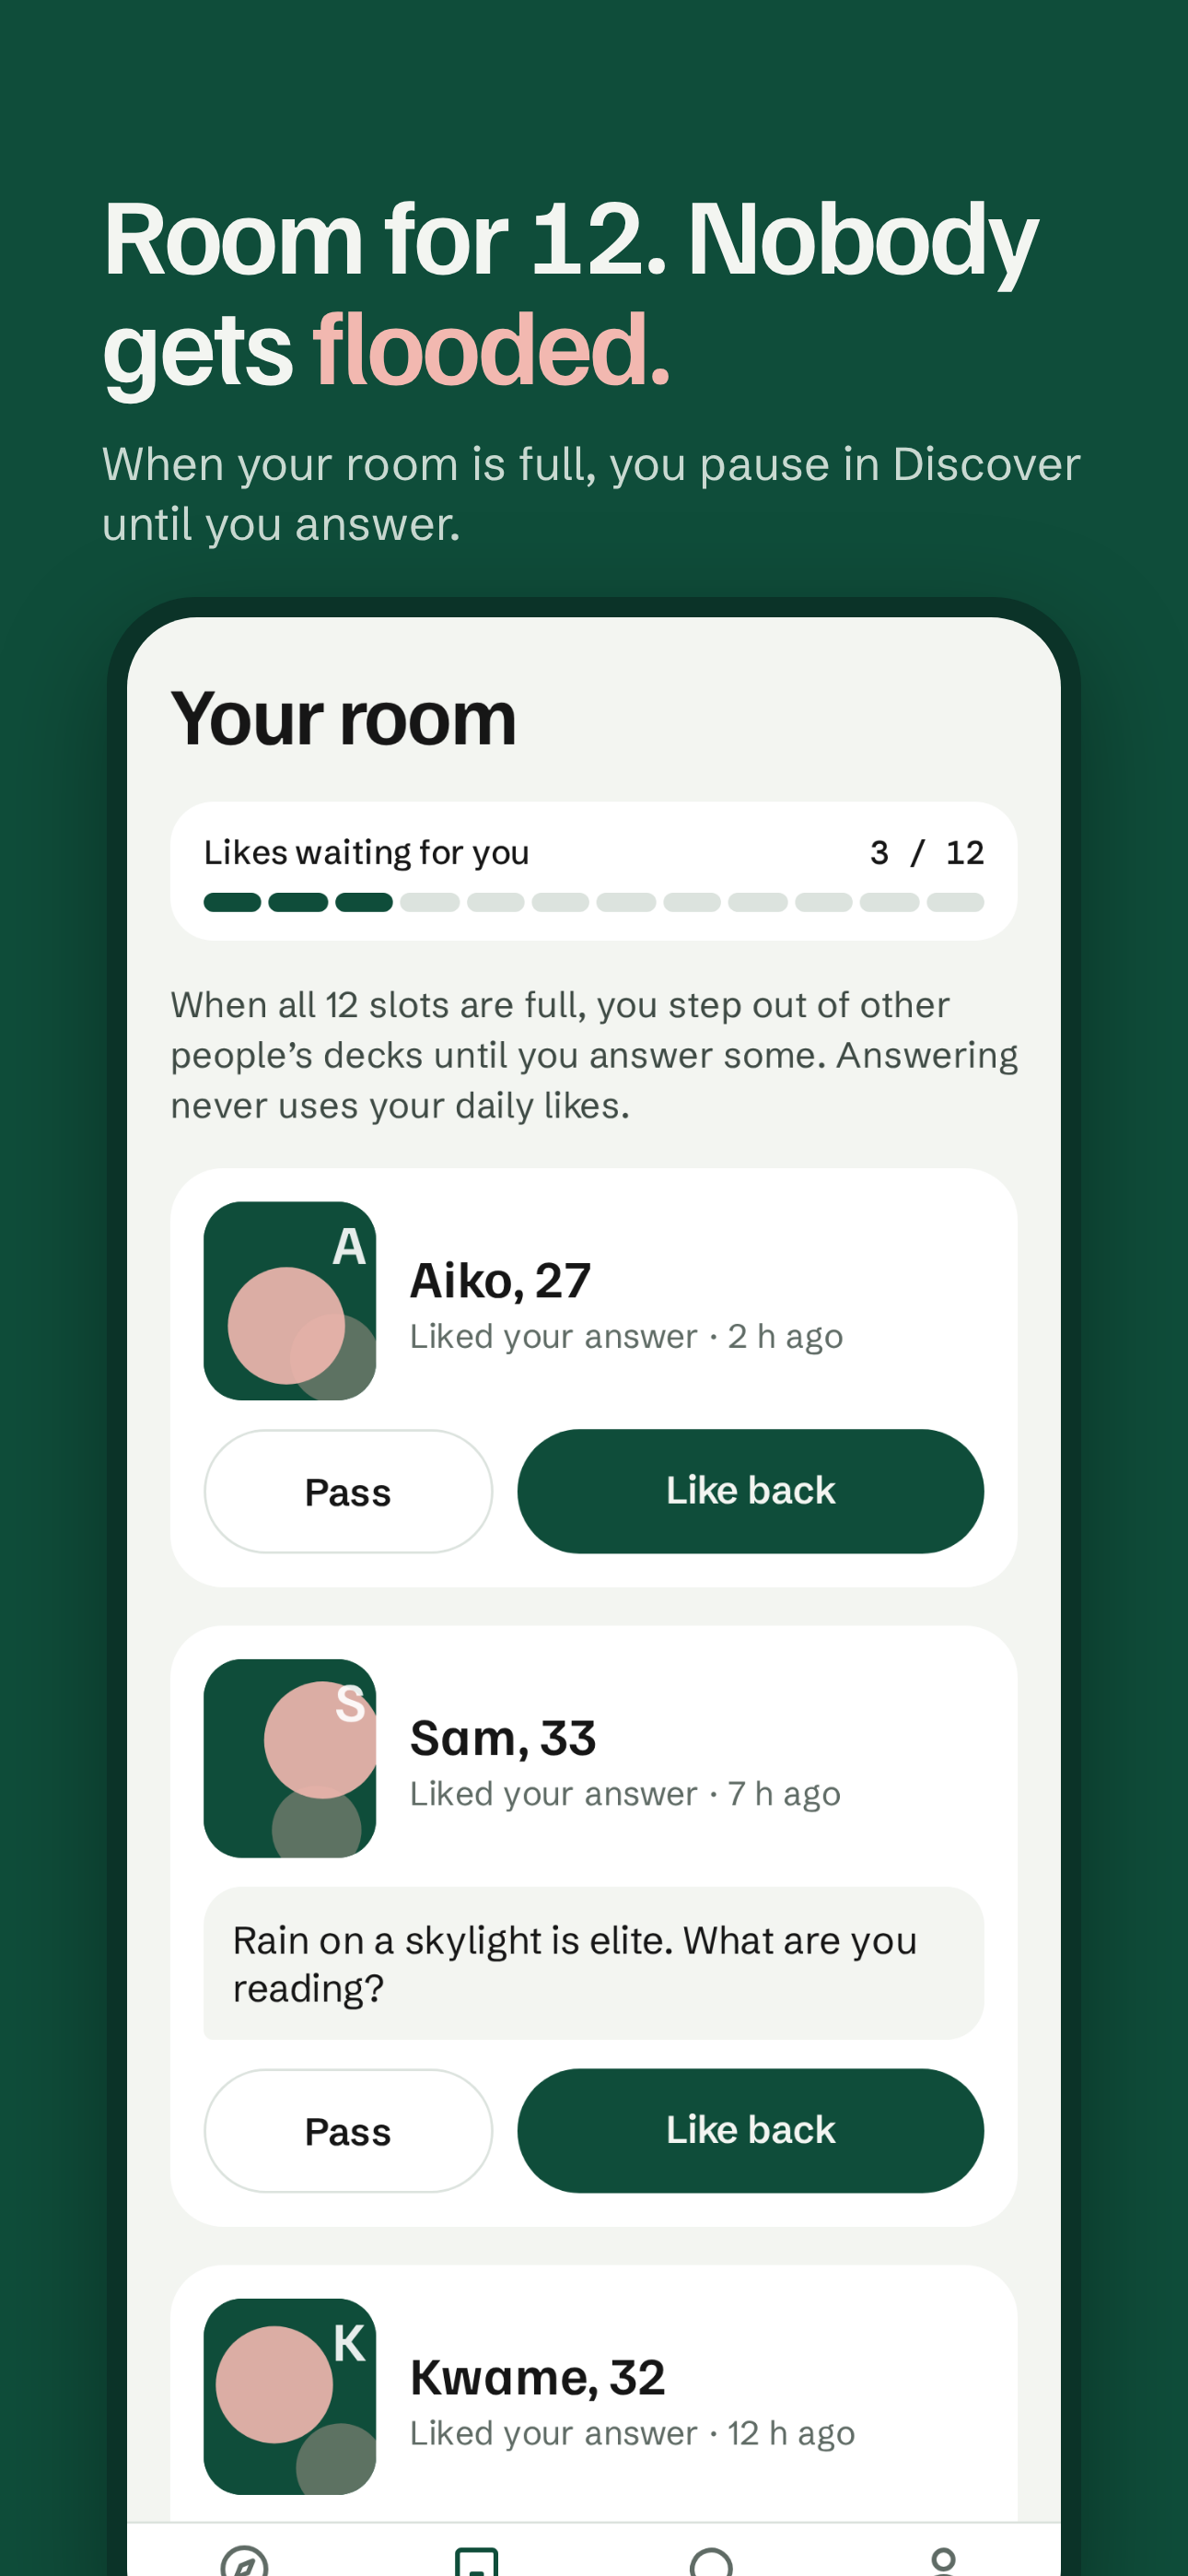 Room for 12. Nobody
gets flooded.
When your room is full, you pause in Discover
until you answer.
Your room
Likes waiting for you 3 / 12
When all 12 slots are full, you step out of other
people’s decks until you answer some. Answering
never uses your daily likes.
A
Aiko, 27
Liked your answer · 2 h ago
Pass Like back
S
Sam, 33
Liked your answer · 7 h ago
Rain on a skylight is elite. What are you
reading?
Pass Like back
K
Kwame, 32
Liked your answer · 12 h ago